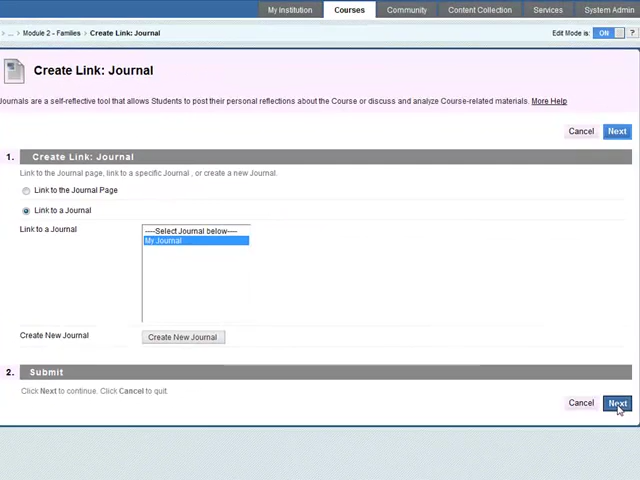 My Institution Courses Community Content Collection Services System Admin
> ... > Module 2 - Families > Create Link: Journal Edit Mode is: ON ?
Create Link: Journal
Journals are a self-reflective tool that allows Students to post their personal reflections about the Course or discuss and analyze Course-related materials. More Help
Cancel Next
1. Create Link: Journal
Link to the Journal page, link to a specific Journal , or create a new Journal.
Link to the Journal Page
Link to a Journal
Link to a Journal
----Select Journal below----
My Journal
Create New Journal Create New Journal
2. Submit
Click Next to continue. Click Cancel to quit.
Cancel Next